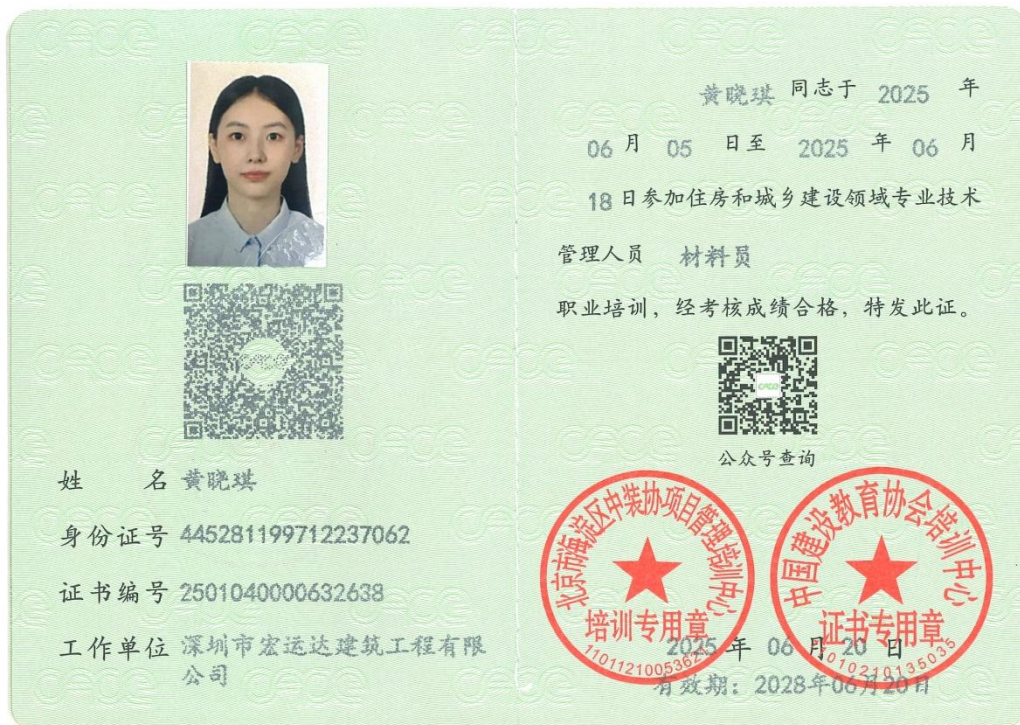 姓 名 黄晓琪
身份证号 445281199712237062
证书编号 2501040000632638
工作单位 深圳市宏运达建筑工程有限
公司
黄晓琪 同志于 2025 年
06 月 05 日至 2025 年 06 月
18 日参加住房和城乡建设领域专业技术
管理人员 材料员
职业培训，经考核成绩合格，特发此证。
公众号查询
北京市海淀区中装协项目管理培训中心
培训专用章
中国建设教育协会培训中心
证书专用章
2025 年 06 月 20 日
有效期：2028年06月20日